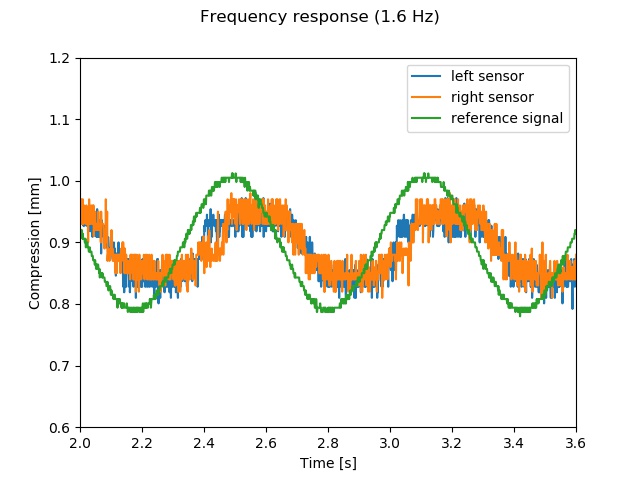 Frequency response (1.6 Hz)
1.2
1.1
1.0
0.9
0.8
0.7
0.6
Compression [mm]
left sensor
right sensor
reference signal
2.0 2.2 2.4 2.6 2.8 3.0 3.2 3.4 3.6
Time [s]